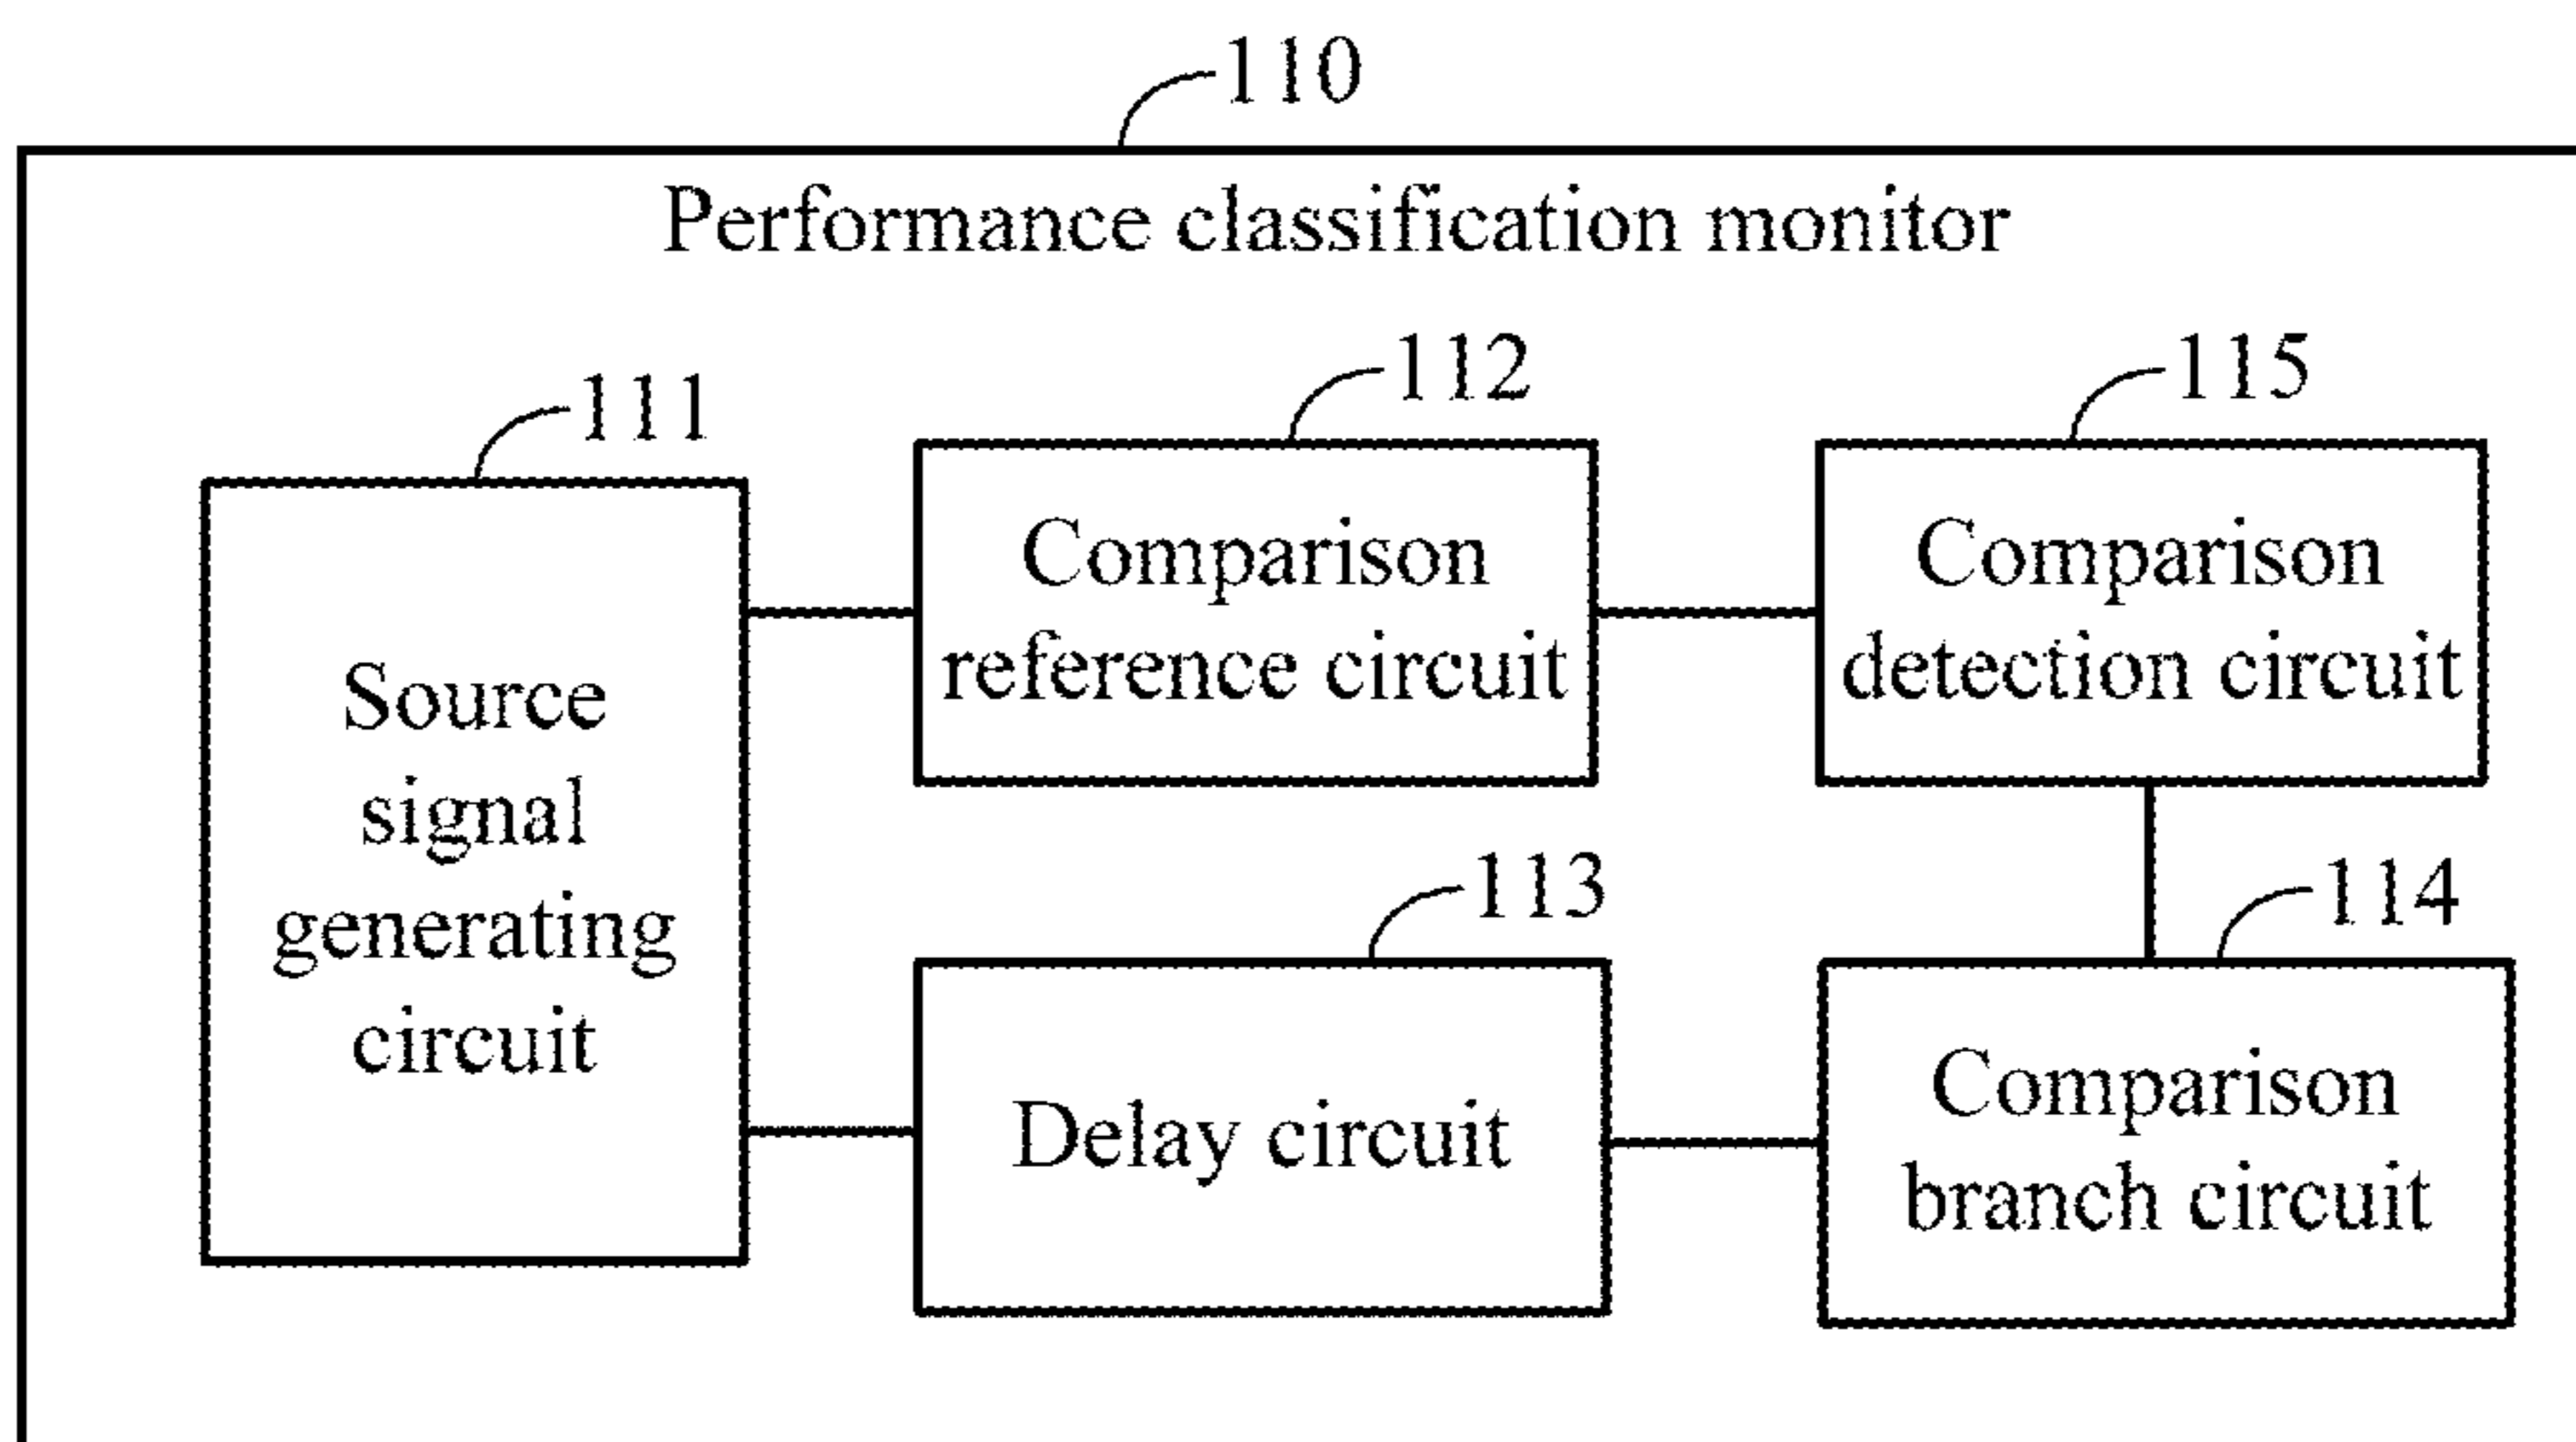 110
Performance classification monitor
111
112
115
Source
signal
generating
circuit
Comparison
reference circuit
Comparison
detection circuit
113
114
Delay circuit
Comparison
branch circuit